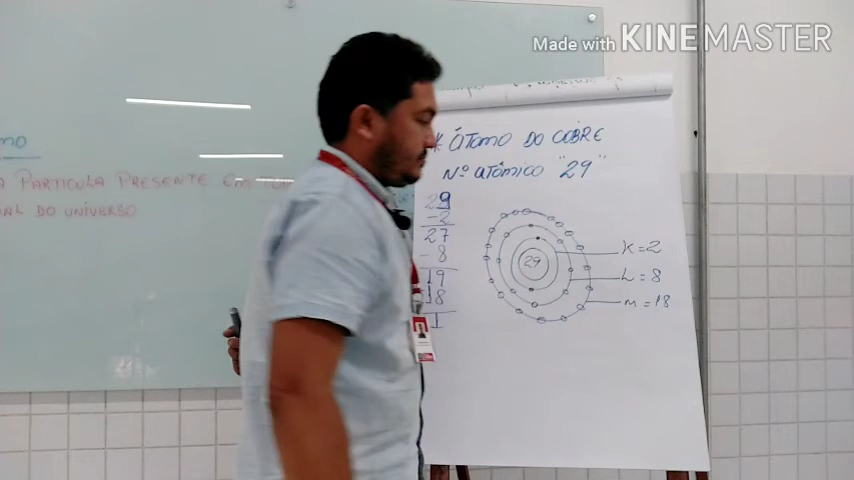 Made with KINEMASTER
* ÁTOMO DO COBRE
Nº ATÔMICO "29"
29
-2
27
-8
19
18
1
29
K = 2
L = 8
M = 18
A PARTICULA PRESENTE EM
DO UNIVERSO